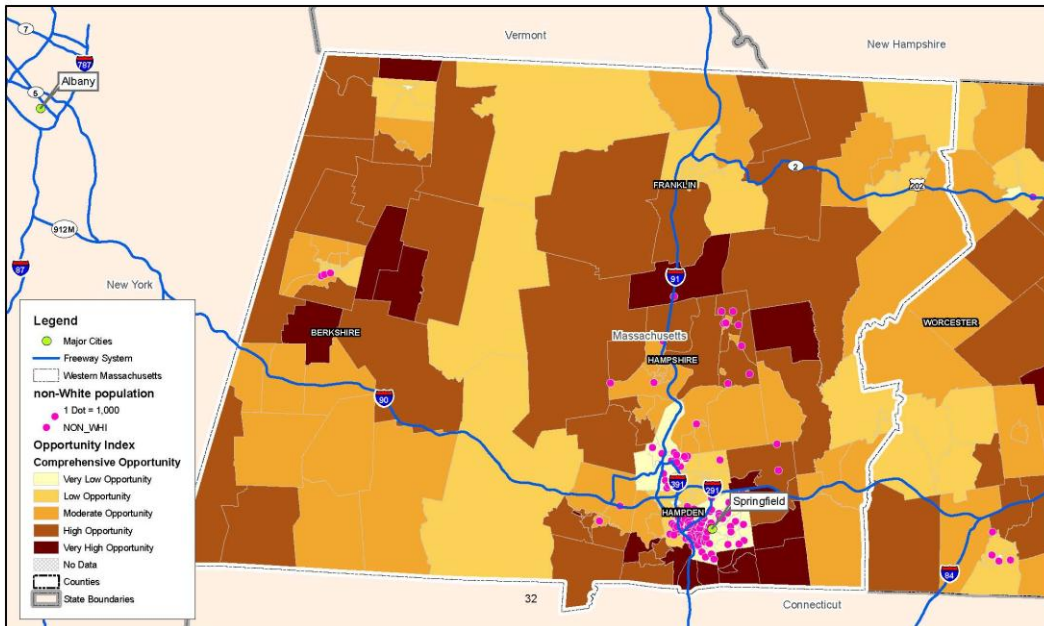 Vermont
New Hampshire
7
787
Albany
5
FRANKLIN
2
202
912M
87
New York
91
BERKSHIRE
Massachusetts
HAMPSHIRE
WORCESTER
90
391
291
Springfield
HAMPDEN
84
32
Connecticut
Legend
Major Cities
Freeway System
Western Massachusetts
non-White population
1 Dot = 1,000
NON_WHI
Opportunity Index
Comprehensive Opportunity
Very Low Opportunity
Low Opportunity
Moderate Opportunity
High Opportunity
Very High Opportunity
No Data
Counties
State Boundaries